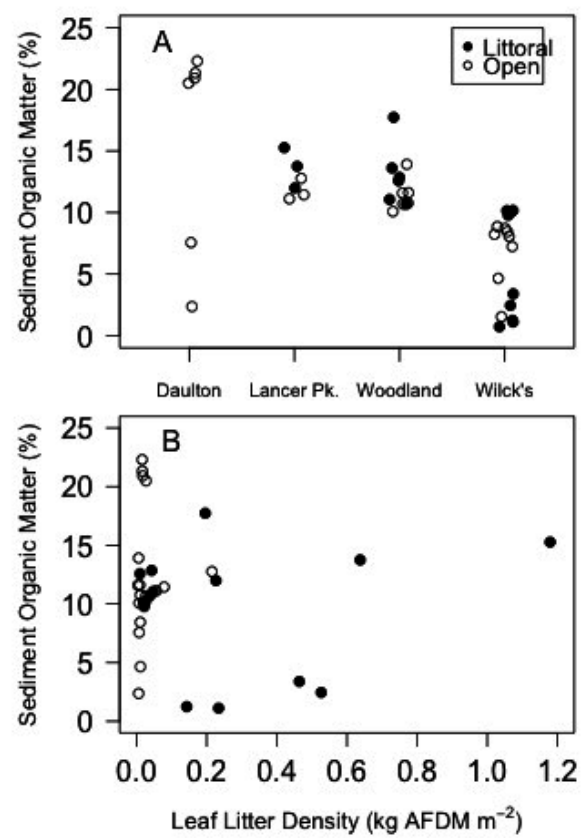 A
Littoral
Open
Sediment Organic Matter (%)
25
20
15
10
5
0
Daulton Lancer Pk. Woodland Wilck's
B
Sediment Organic Matter (%)
25
20
15
10
5
0
0.0 0.2 0.4 0.6 0.8 1.0 1.2
Leaf Litter Density (kg AFDM m⁻²)